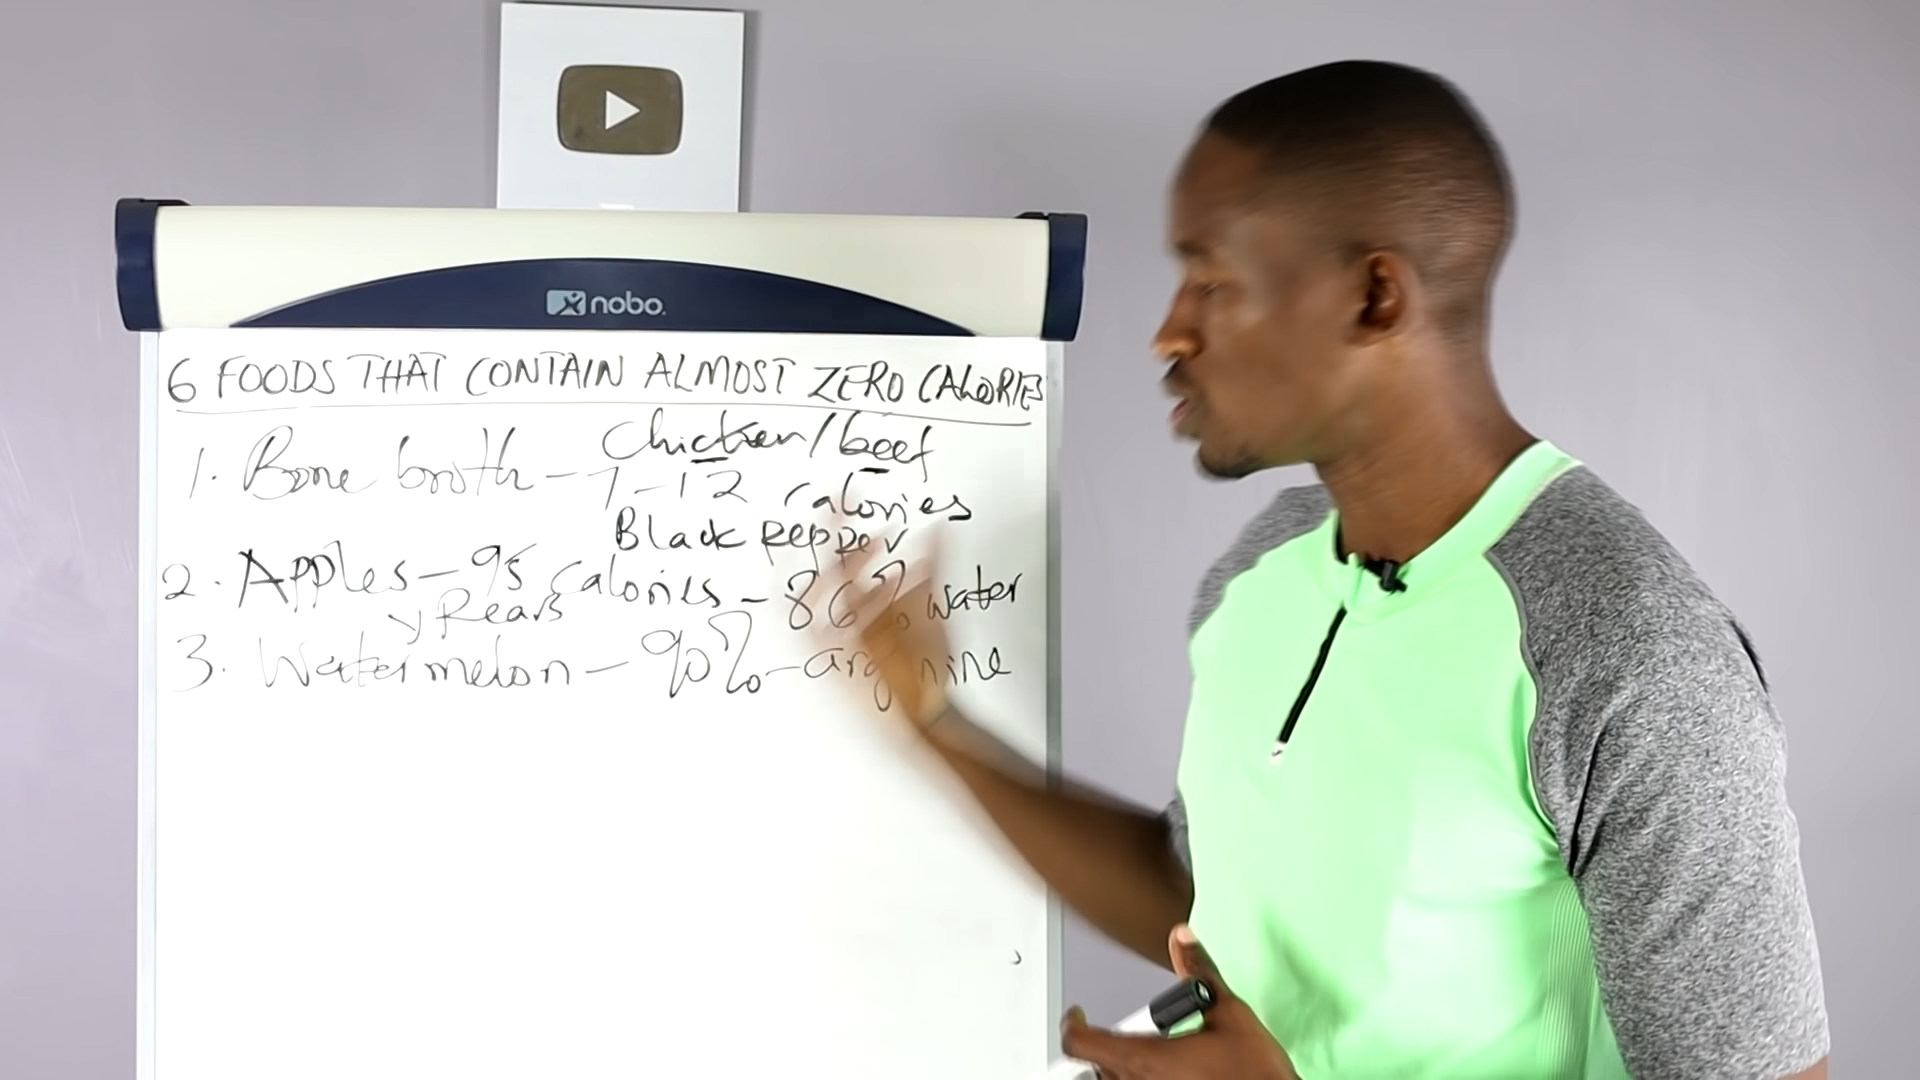 nobo
6 FOODS THAT CONTAIN ALMOST ZERO CALORIES
Chicken/beef
1. Bone broth - 7-12 calories
Black pepper
2. Apples - 95 calories - 86% water
Pears
3. Watermelon - 90% - arginine